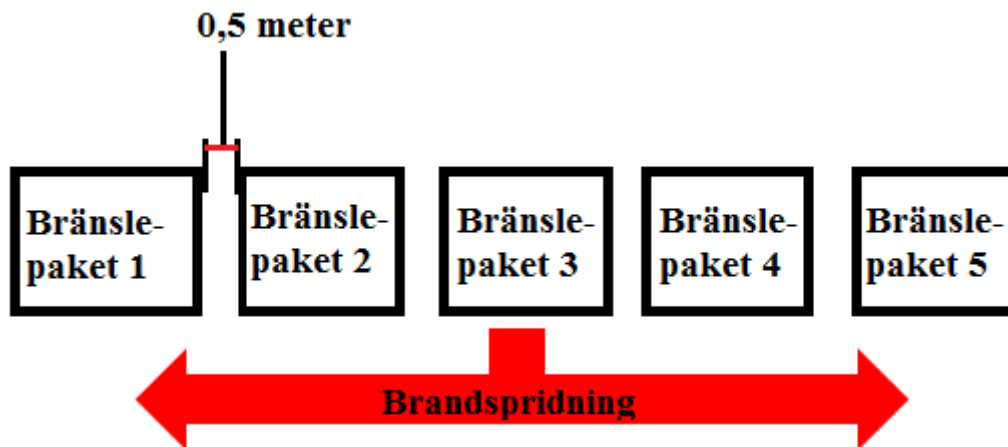 0,5 meter
Bränsle-
paket 1
Bränsle-
paket 2
Bränsle-
paket 3
Bränsle-
paket 4
Bränsle-
paket 5
Brandspridning